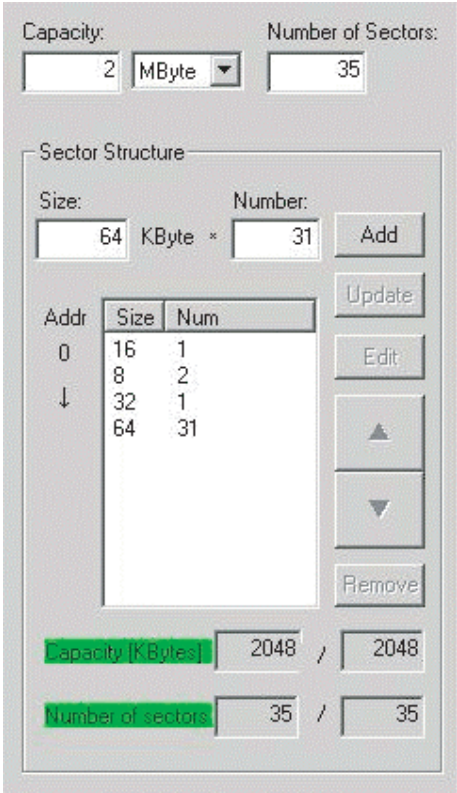 Capacity: Number of Sectors:
2 MByte 35
Sector Structure
Size: Number:
64 KByte × 31 Add
Update
Addr Size Num
0 16 1 Edit
8 2
↓ 32 1
64 31
Remove
Capacity [KBytes] 2048 / 2048
Number of sectors 35 / 35